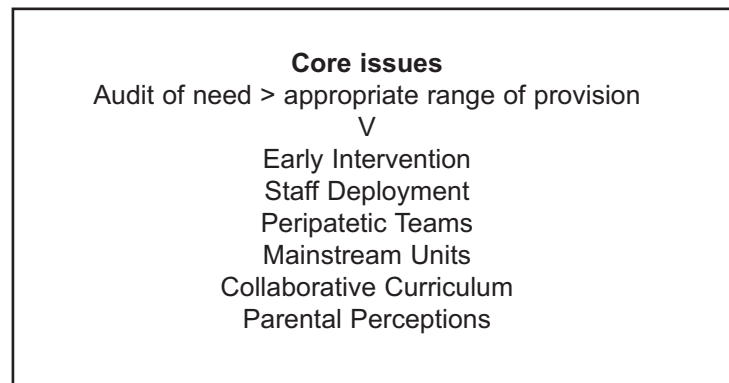 Core issues
Audit of need > appropriate range of provision
V
Early Intervention
Staff Deployment
Peripatetic Teams
Mainstream Units
Collaborative Curriculum
Parental Perceptions